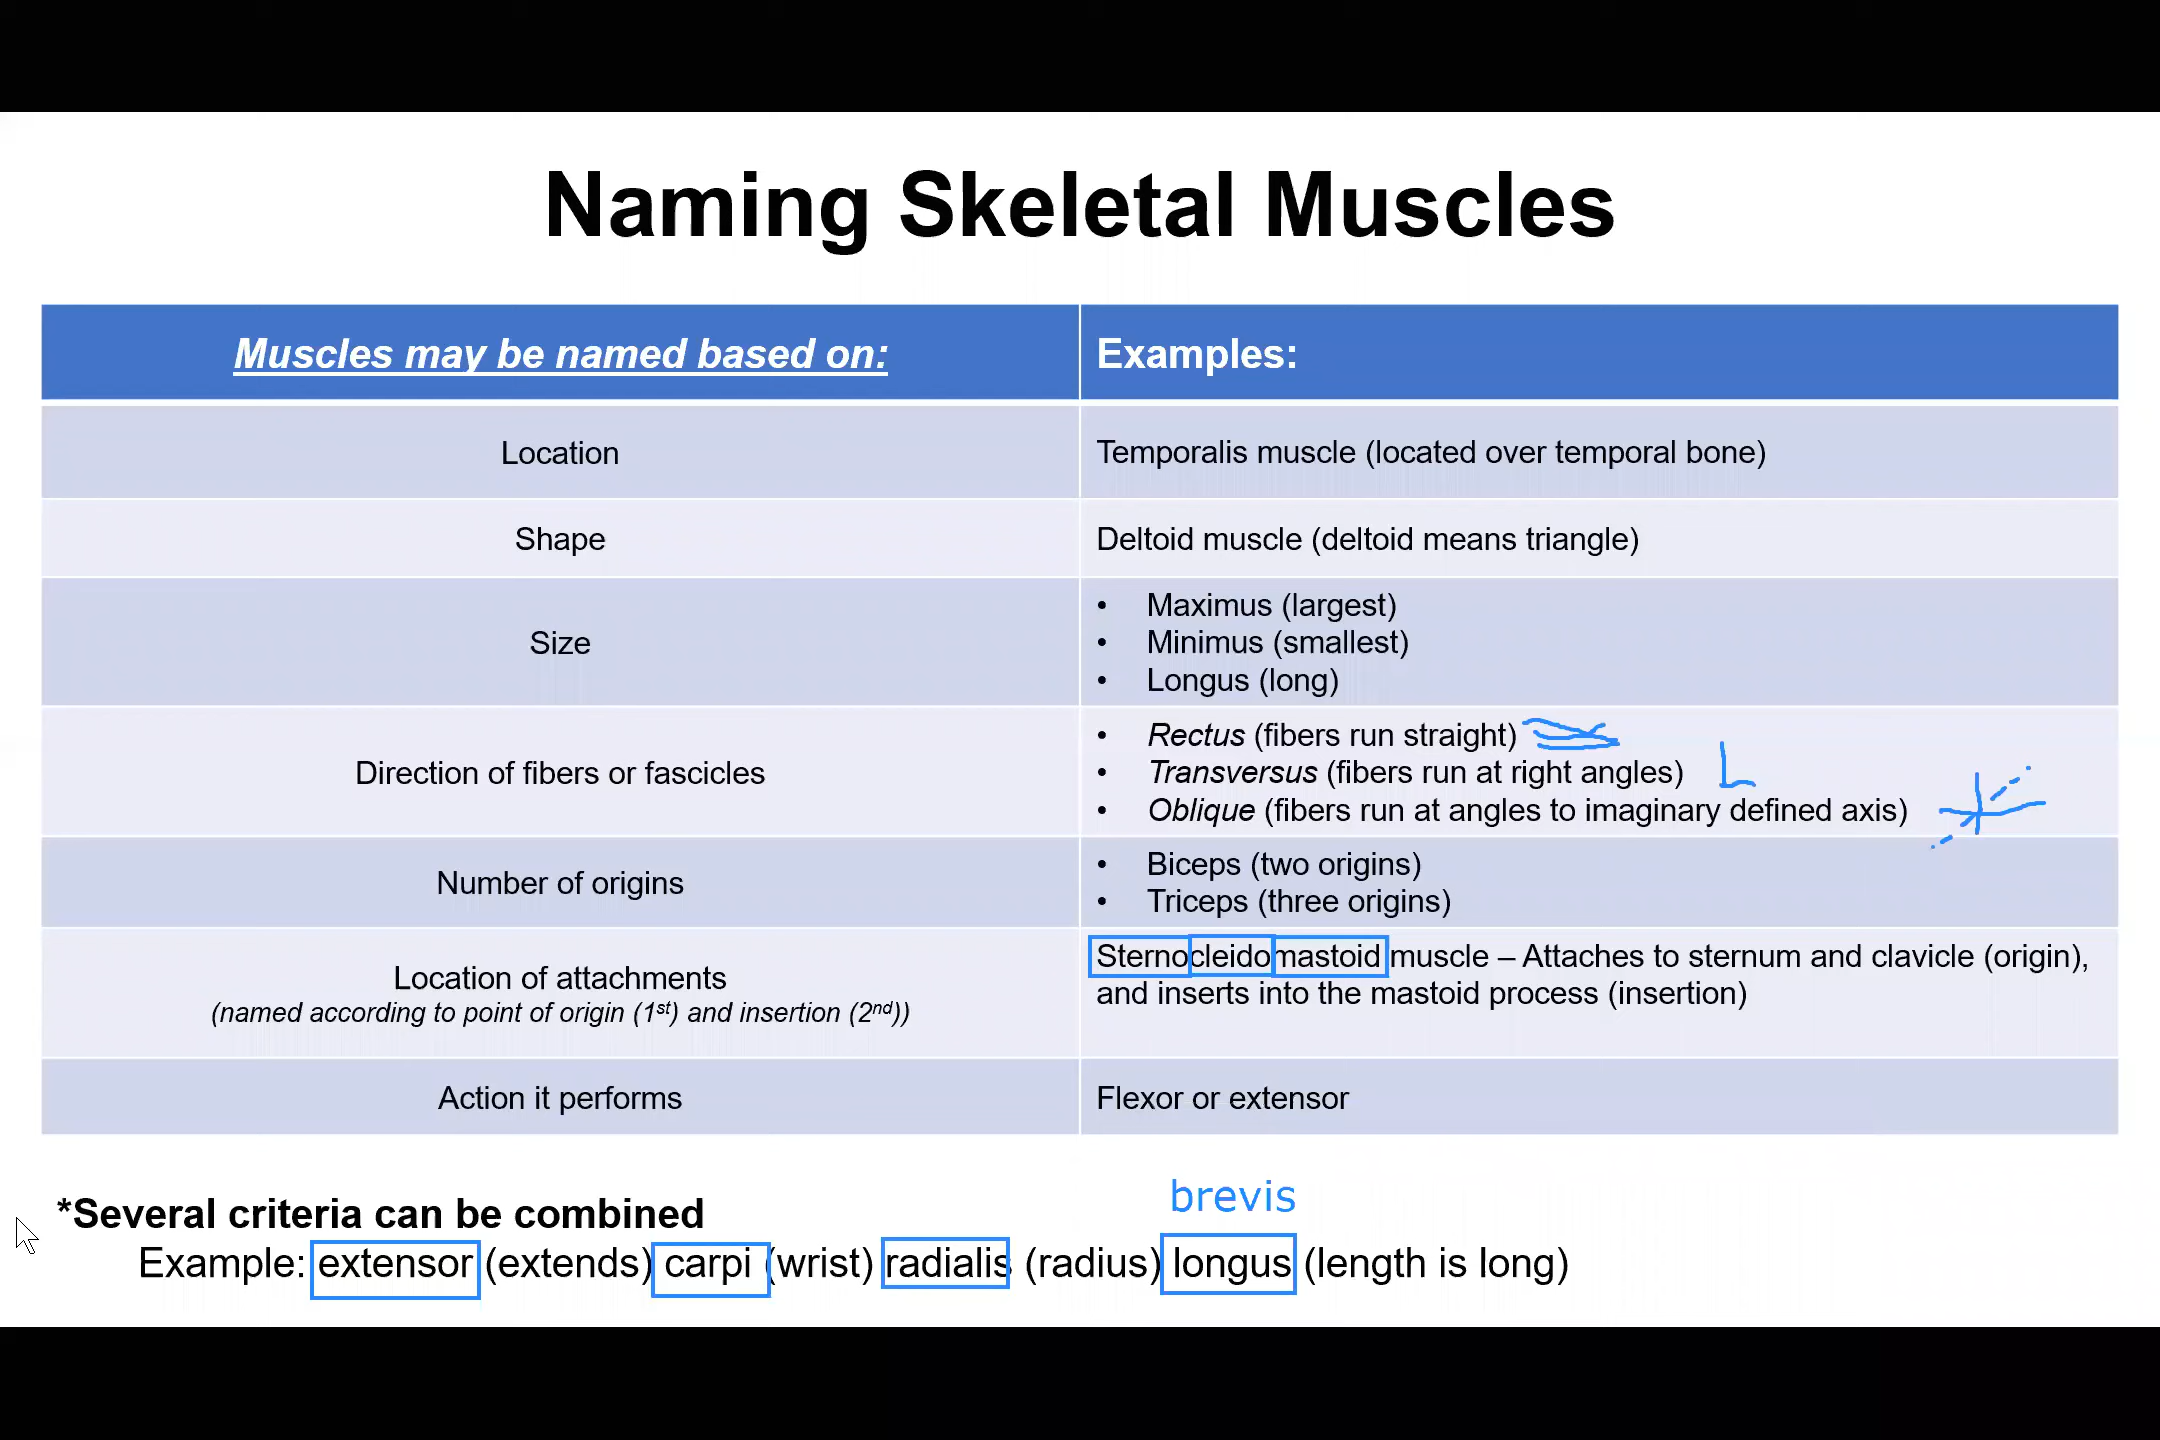 Naming Skeletal Muscles
Muscles may be named based on:
Examples:
Location
Temporalis muscle (located over temporal bone)
Shape
Deltoid muscle (deltoid means triangle)
Size
• Maximus (largest)
• Minimus (smallest)
• Longus (long)
Direction of fibers or fascicles
• Rectus (fibers run straight)
• Transversus (fibers run at right angles)
• Oblique (fibers run at angles to imaginary defined axis)
Number of origins
• Biceps (two origins)
• Triceps (three origins)
Location of attachments
(named according to point of origin (1st) and insertion (2nd))
Sternocleidomastoid muscle – Attaches to sternum and clavicle (origin),
and inserts into the mastoid process (insertion)
Action it performs
Flexor or extensor
brevis
*Several criteria can be combined
Example: extensor (extends) carpi (wrist) radialis (radius) longus (length is long)